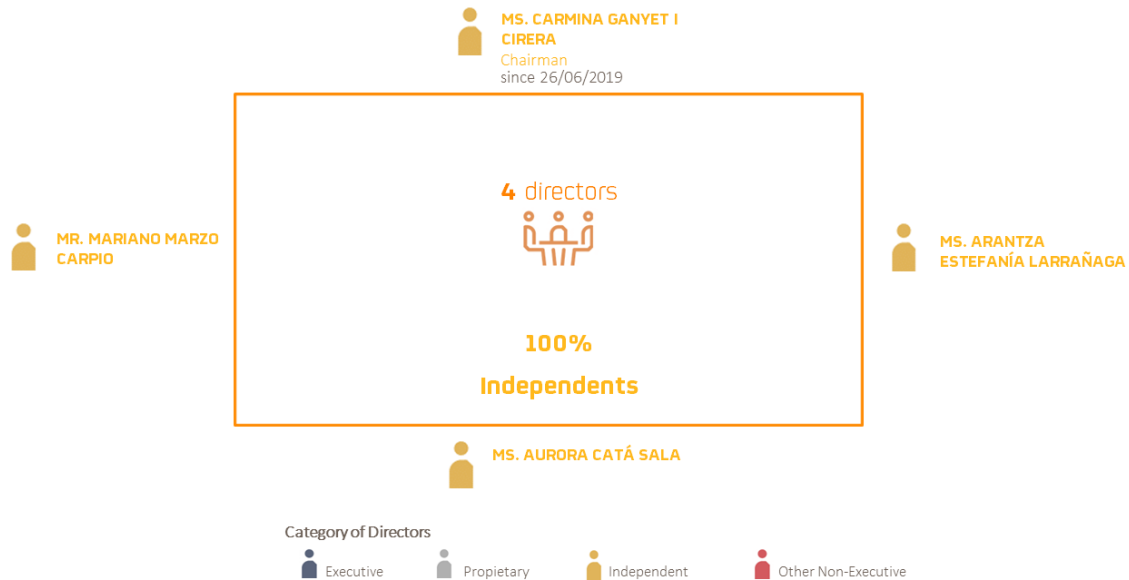 MS. CARMINA GANYET I
CIRERA
Chairman
since 26/06/2019
4 directors
MR. MARIANO MARZO
CARPIO
MS. ARANTZA
ESTEFANÍA LARRAÑAGA
100%
Independents
MS. AURORA CATÁ SALA
Category of Directors
Executive
Propietary
Independent
Other Non-Executive